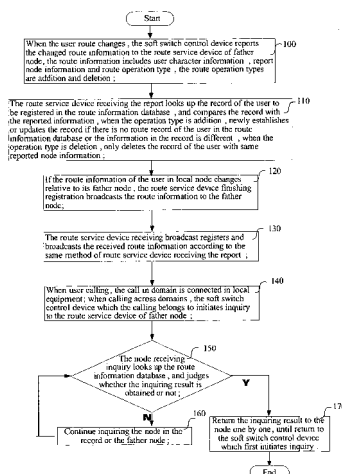 Start
100
When the user route changes , the soft switch control device reports
the changed route information to the route service device of father
node, the route information includes user character information , report
node information and route operation type , the route operation types
are addition and deletion ;
110
The route service device receiving the report looks up the record of the user to
be registered in the route information database , and compares the record with
the reported information , when the operation type is addition , newly establishes
or updates the record if there is no route record of the user in the route
information database or the information in the record is different , when the
operation type is deletion , only deletes the record of the user with same
reported node information ;
120
If the route information of the user in local node changes
relative to its father node , the route service device finishing
registration broadcasts the route information to the father
node ;
130
The route service device receiving broadcast registers and
broadcasts the received route information according to the
same method of route service device receiving the report ;
140
When user calling , the call in domain is connected in local
equipment; when calling across domains , the soft switch
control device which the calling belongs to initiates inquiry
to the route service device of father node ;
150
The node receiving
inquiry looks up the route
information database , and judges
whether the inquiring result is
obtained or not ;
Y
N
160
Continue inquiring the node in the
record or the father node ;
170
Return the inquiring result to the
node one by one, until return to
the soft switch control device
which first initiates inquiry .
End